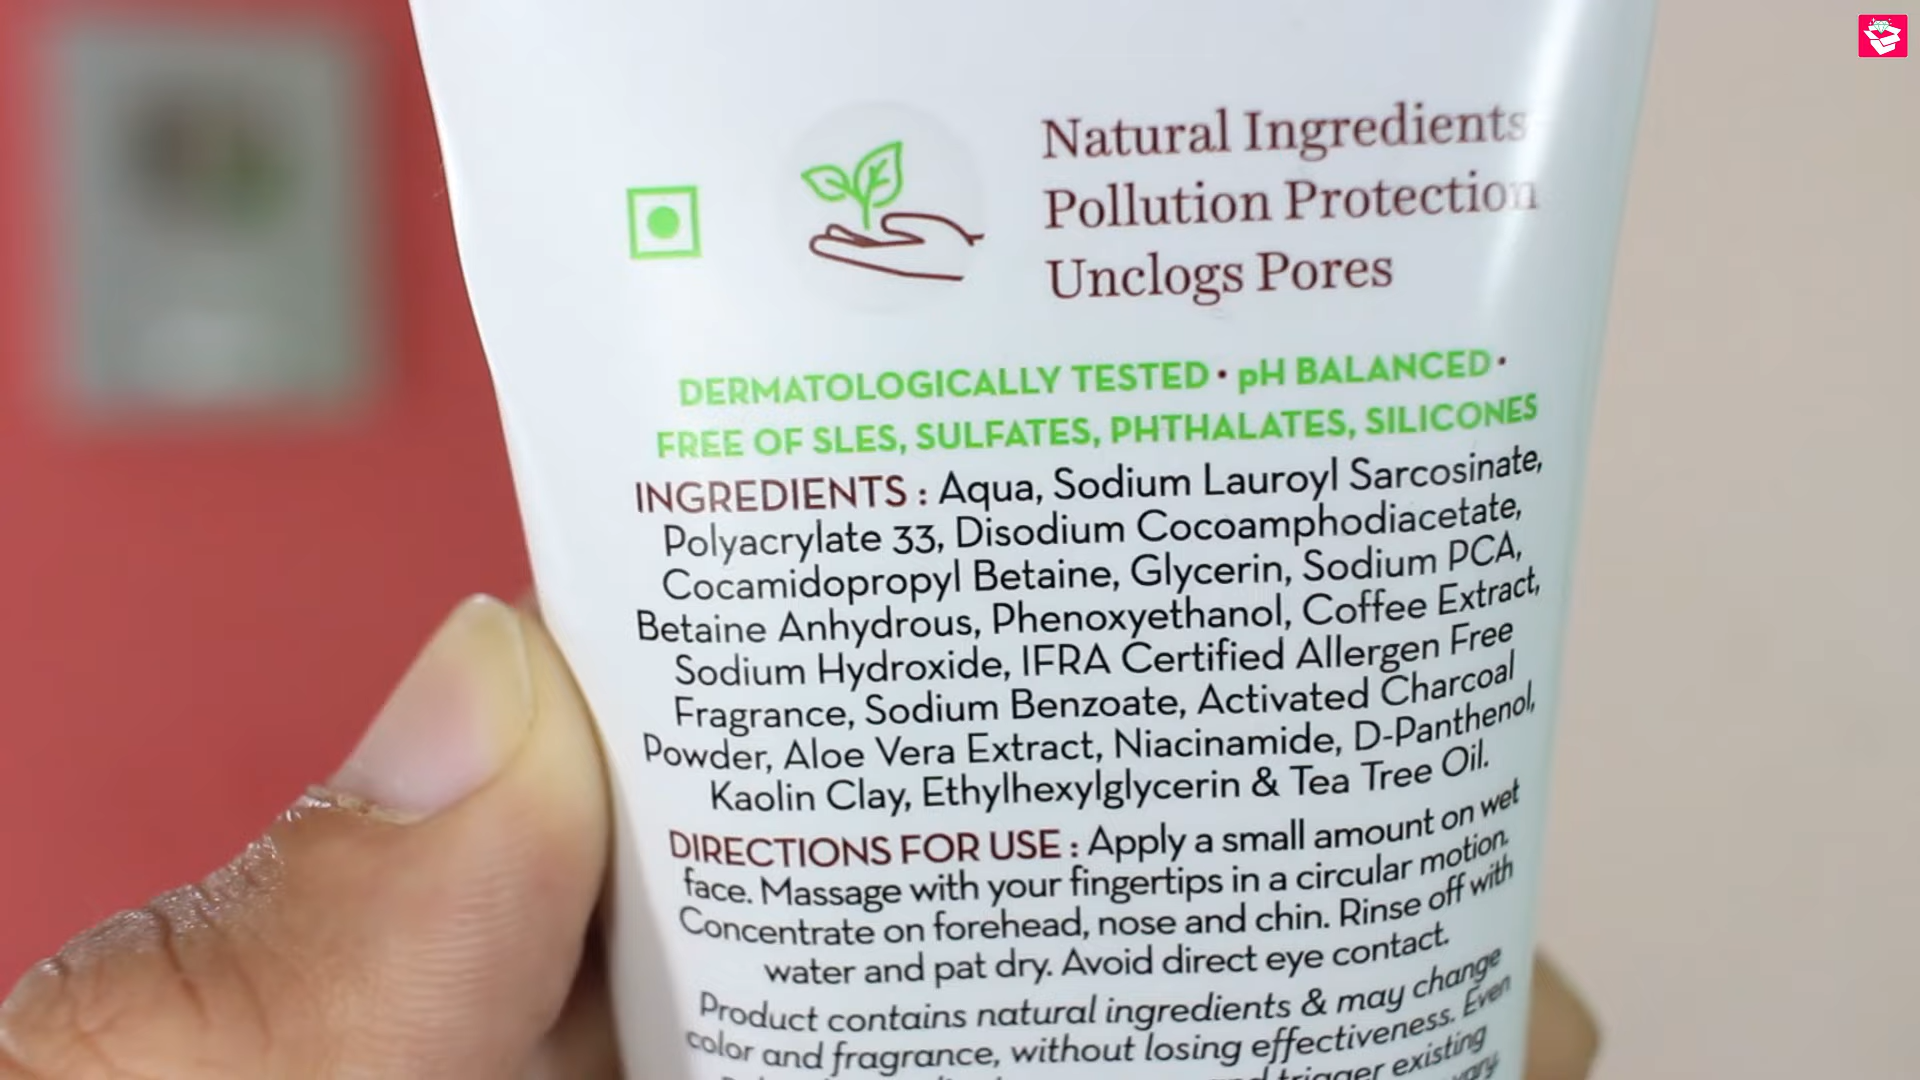 Natural Ingredients
Pollution Protection
Unclogs Pores
DERMATOLOGICALLY TESTED • pH BALANCED •
FREE OF SLES, SULFATES, PHTHALATES, SILICONES
INGREDIENTS : Aqua, Sodium Lauroyl Sarcosinate,
Polyacrylate 33, Disodium Cocoamphodiacetate,
Cocamidopropyl Betaine, Glycerin, Sodium PCA,
Betaine Anhydrous, Phenoxyethanol, Coffee Extract,
Sodium Hydroxide, IFRA Certified Allergen Free
Fragrance, Sodium Benzoate, Activated Charcoal
Powder, Aloe Vera Extract, Niacinamide, D-Panthenol,
Kaolin Clay, Ethylhexylglycerin & Tea Tree Oil.
DIRECTIONS FOR USE : Apply a small amount on wet
face. Massage with your fingertips in a circular motion.
Concentrate on forehead, nose and chin. Rinse off with
water and pat dry. Avoid direct eye contact.
Product contains natural ingredients & may change
color and fragrance, without losing effectiveness. Even
trigger existing